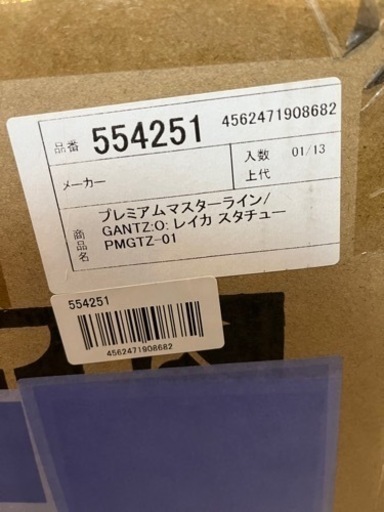 品番 554251 4562471908682
メーカー
入数 01/13
上代
商品名
プレミアムマスターライン/
GANTZ:O: レイカ スタチュー
PMGTZ-01
554251
4562471908682